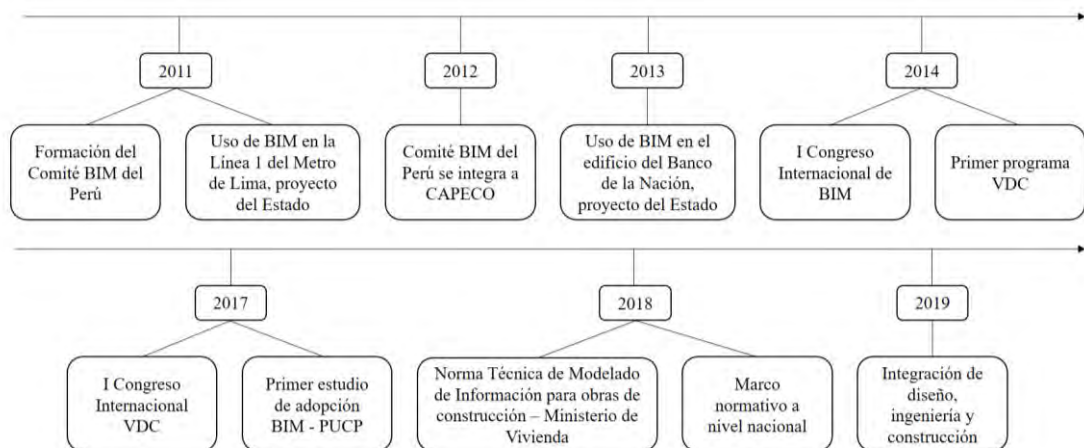 2011
2012
2013
2014
Formación del
Comité BIM del
Perú
Uso de BIM en la
Línea 1 del Metro
de Lima, proyecto
del Estado
Comité BIM del
Perú se integra a
CAPECO
Uso de BIM en el
edificio del Banco
de la Nación,
proyecto del Estado
I Congreso
Internacional de
BIM
Primer programa
VDC
2017
2018
2019
I Congreso
Internacional
VDC
Primer estudio
de adopción
BIM - PUCP
Norma Técnica de Modelado
de Información para obras de
construcción – Ministerio de
Vivienda
Marco
normativo a
nivel nacional
Integración de
diseño,
ingeniería y
construcción